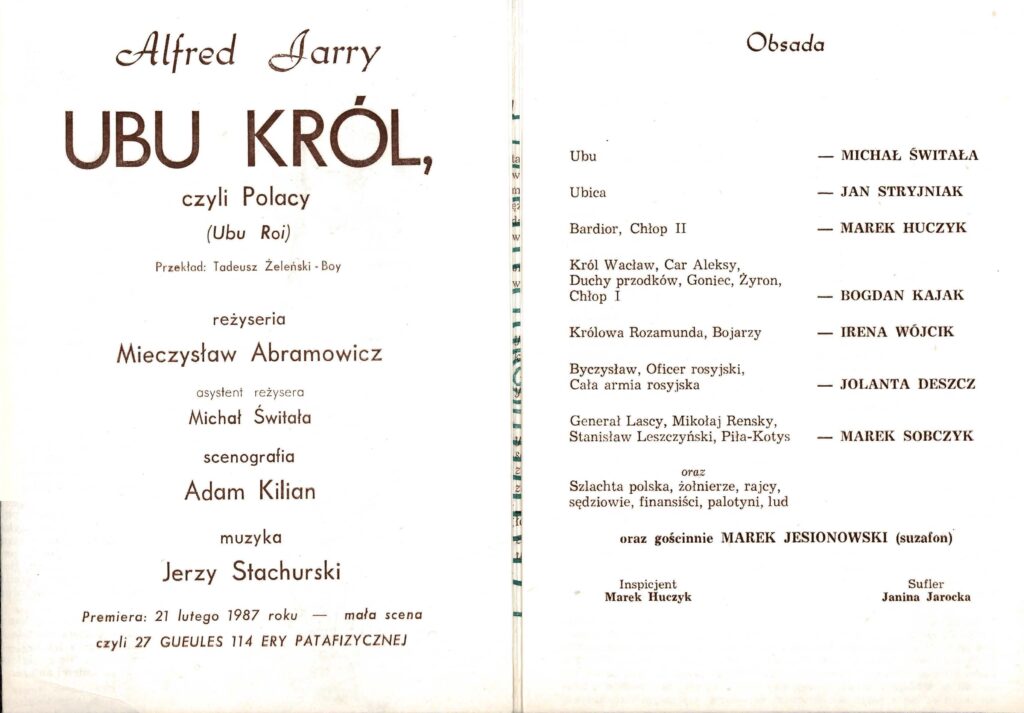 Alfred Jarry
UBU KRÓL,
czyli Polacy
(Ubu Roi)
Przekład: Tadeusz Żeleński - Boy
reżyseria
Mieczysław Abramowicz
asystent reżysera
Michał Świtała
scenografia
Adam Kilian
muzyka
Jerzy Stachurski
Premiera: 21 lutego 1987 roku — mała scena
czyli 27 GUEULES 114 ERY PATAFIZYCZNEJ
Obsada
Ubu — MICHAŁ ŚWITAŁA
Ubica — JAN STRYJNIAK
Bardior, Chłop II — MAREK HUCZYK
Król Wacław, Car Aleksy,
Duchy przodków, Goniec, Żyron,
Chłop I — BOGDAN KAJAK
Królowa Rozamunda, Bojarzy — IRENA WÓJCIK
Byczysław, Oficer rosyjski,
Cała armia rosyjska — JOLANTA DESZCZ
Generał Lascy, Mikołaj Rensky,
Stanisław Leszczyński, Piła-Kotys — MAREK SOBCZYK
oraz
Szlachta polska, żołnierze, rajcy,
sędziowie, finansiści, palotyni, lud
oraz gościnnie MAREK JESIONOWSKI (suzafon)
Inspicjent
Marek Huczyk
Sufler
Janina Jarocka